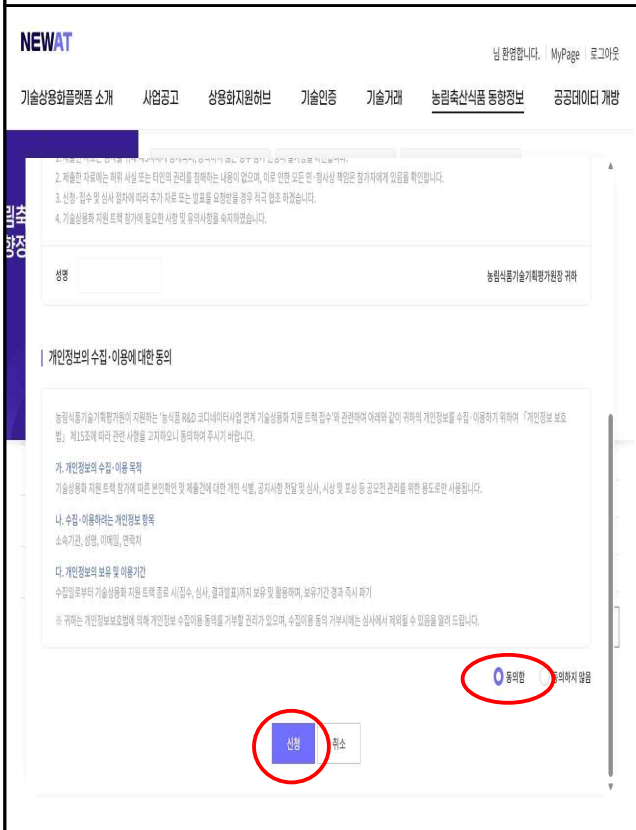 NEWAT
님 환영합니다. MyPage 로그아웃
기술상용화플랫폼 소개 사업공고 상용화지원허브 기술인증 기술거래 농림축산식품 동향정보 공공데이터 개방
2. 제출한 자료에는 허위 사실 또는 타인의 권리를 침해하는 내용이 없으며, 이로 인한 모든 민·형사상 책임은 참가자에게 있음을 확인합니다.
3. 신청·접수 및 심사 절차에 따라 추가 자료 또는 발표를 요청받을 경우 적극 협조 하겠습니다.
4. 기술상용화 지원 트랙 참가에 필요한 사항 및 유의사항을 숙지하였습니다.
성명
농림식품기술기획평가원장 귀하
개인정보의 수집·이용에 대한 동의
농림식품기술기획평가원이 지원하는 '농식품 R&D 코디네이터사업 연계 기술상용화 지원 트랙 접수'와 관련하여 아래와 같이 귀하의 개인정보를 수집·이용하기 위하여 「개인정보 보호
법」 제15조에 따라 관련 사항을 고지하오니 동의하여 주시기 바랍니다.
가. 개인정보의 수집·이용 목적
기술상용화 지원 트랙 참가에 따른 본인확인 및 제출건에 대한 개인 식별, 공지사항 전달 및 심사, 시상 및 포상 등 공모전 관리를 위한 용도로만 사용됩니다.
나. 수집·이용하려는 개인정보 항목
소속기관, 성명, 이메일, 연락처
다. 개인정보의 보유 및 이용기간
수집일로부터 기술상용화 지원 트랙 종료 시(접수, 심사, 결과발표)까지 보유 및 활용하며, 보유기간 경과 즉시 파기
※ 귀하는 개인정보보호법에 의해 개인정보 수집이용 동의를 거부할 권리가 있으며, 수집이용 동의 거부시에는 심사에서 제외될 수 있음을 알려 드립니다.
동의함 동의하지 않음
신청 취소